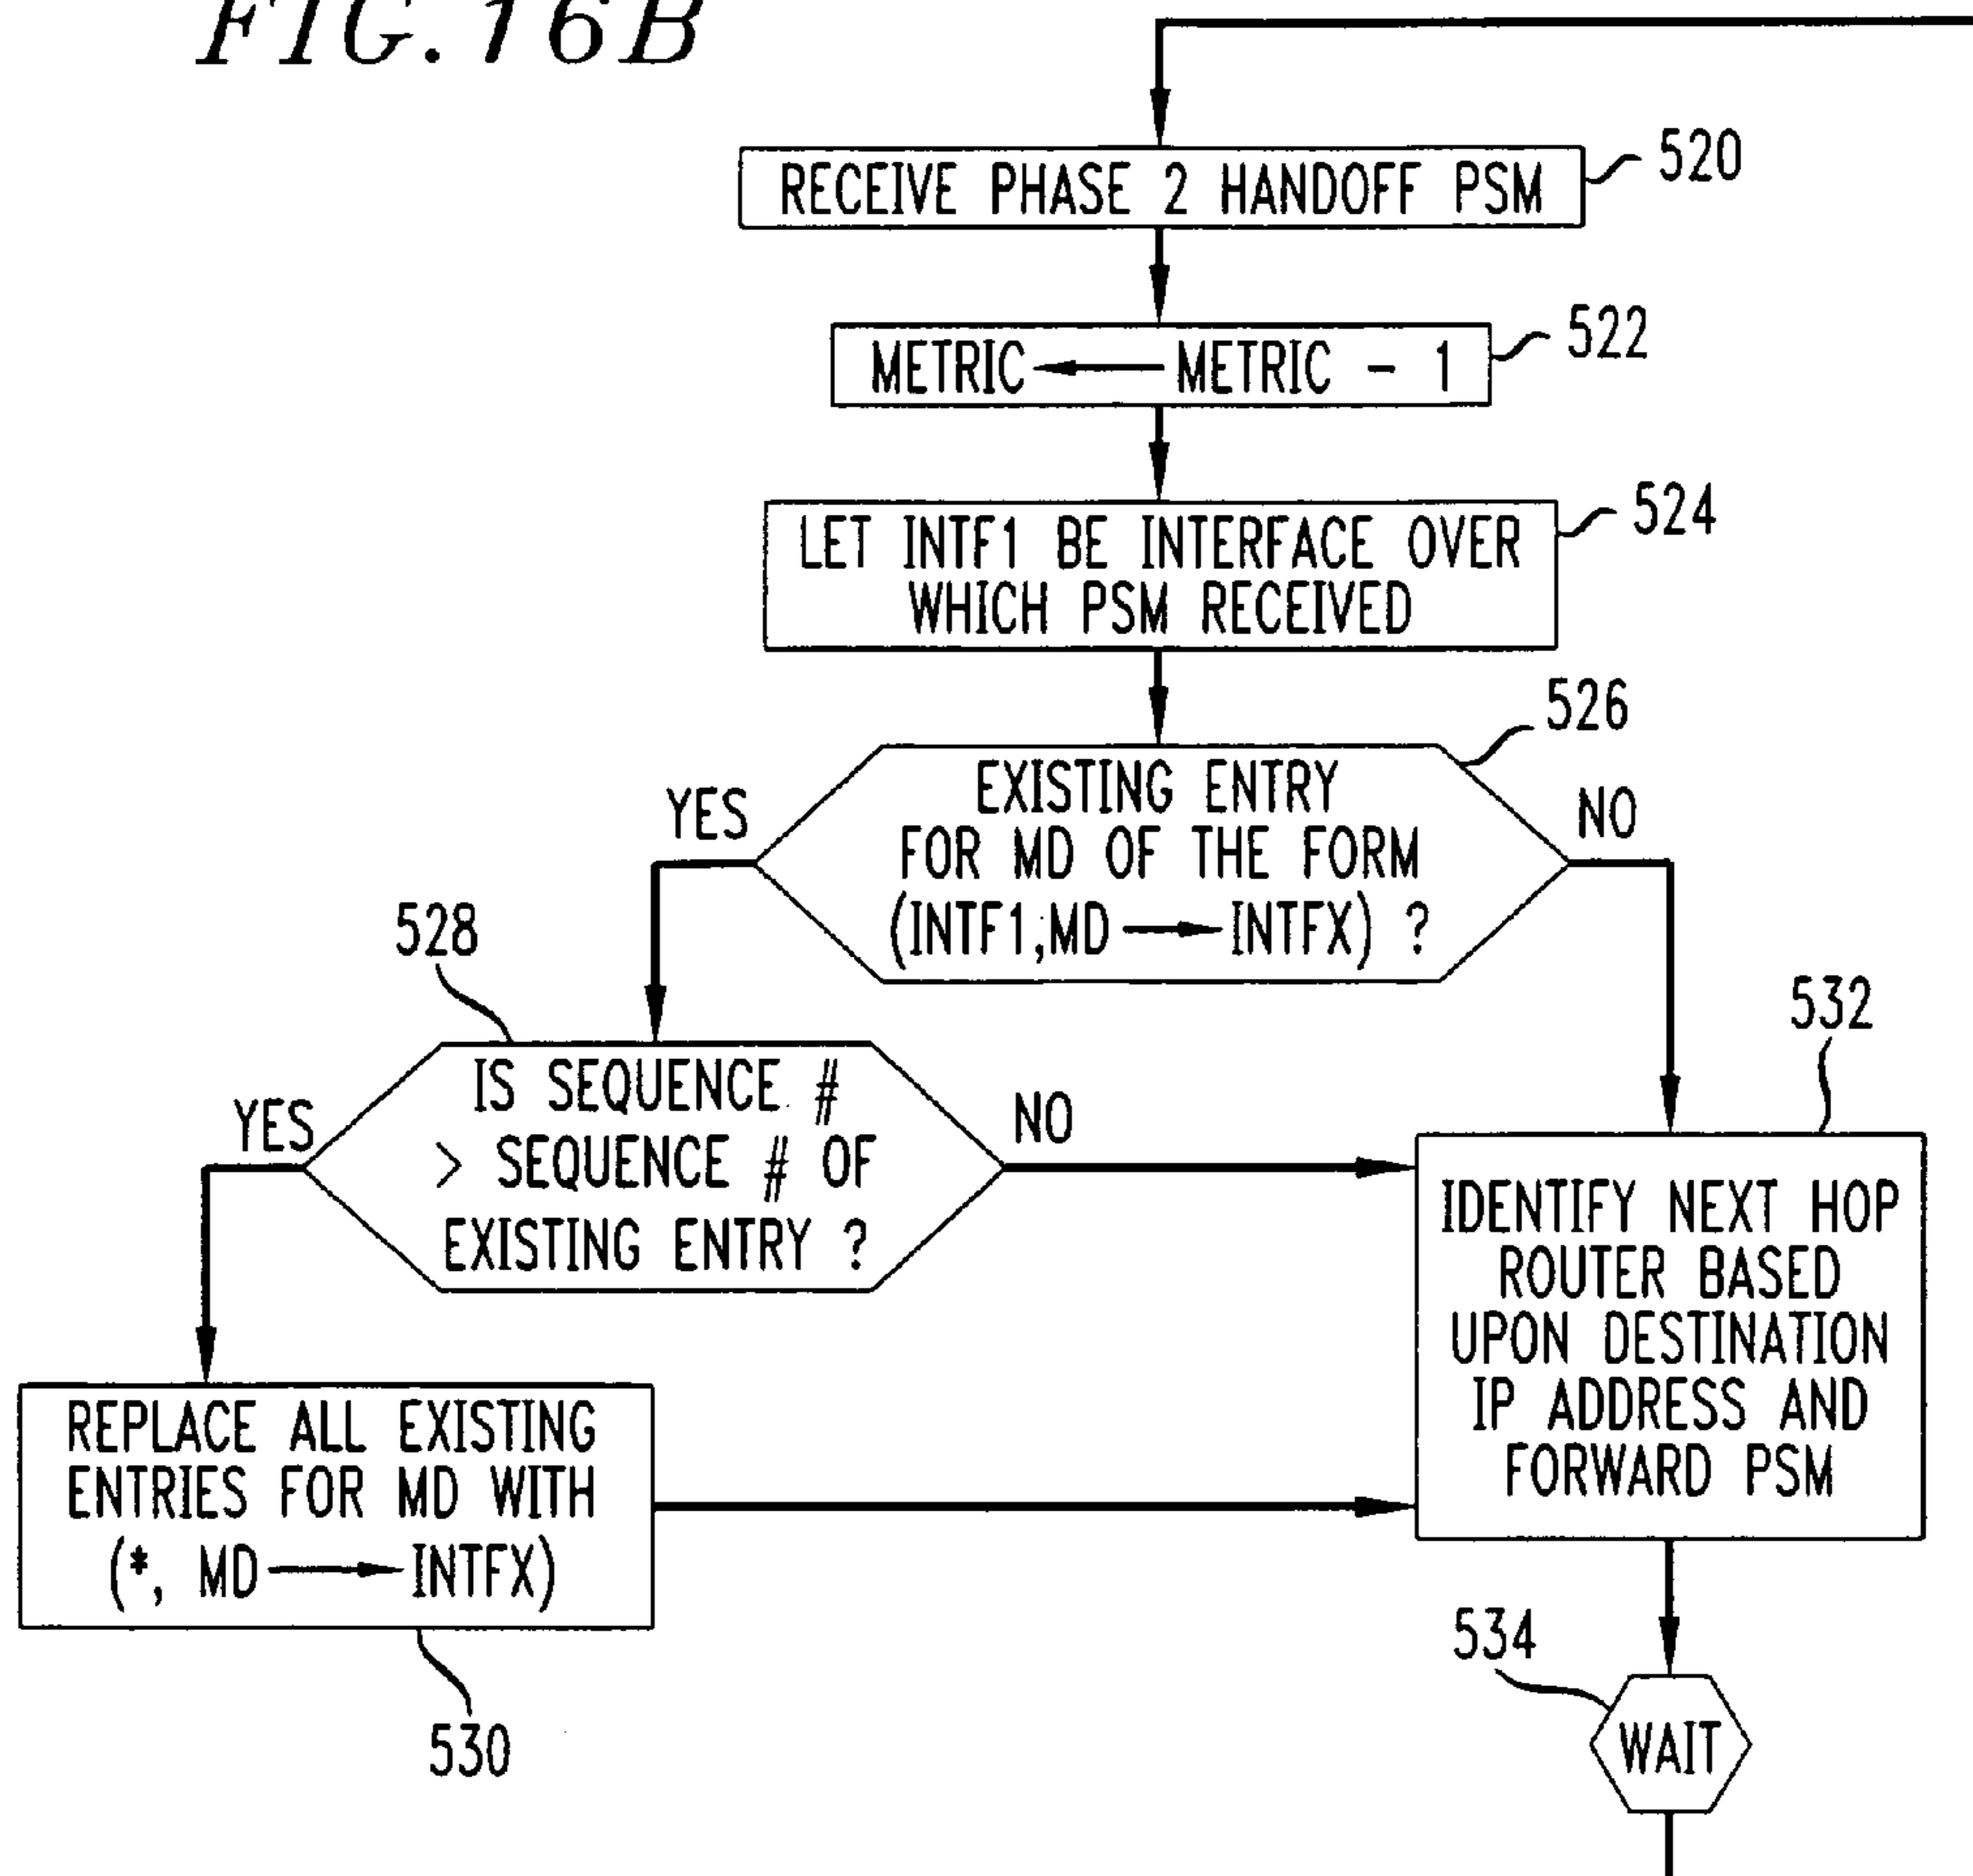 FIG. 16B
RECEIVE PHASE 2 HANDOFF PSM
520
METRIC ← METRIC - 1
522
LET INTF1 BE INTERFACE OVER
WHICH PSM RECEIVED
524
526
EXISTING ENTRY
FOR MD OF THE FORM
(INTF1,MD → INTFX) ?
YES
NO
528
IS SEQUENCE #
> SEQUENCE # OF
EXISTING ENTRY ?
YES
NO
532
IDENTIFY NEXT HOP
ROUTER BASED
UPON DESTINATION
IP ADDRESS AND
FORWARD PSM
REPLACE ALL EXISTING
ENTRIES FOR MD WITH
(*, MD → INTFX)
530
534
WAIT